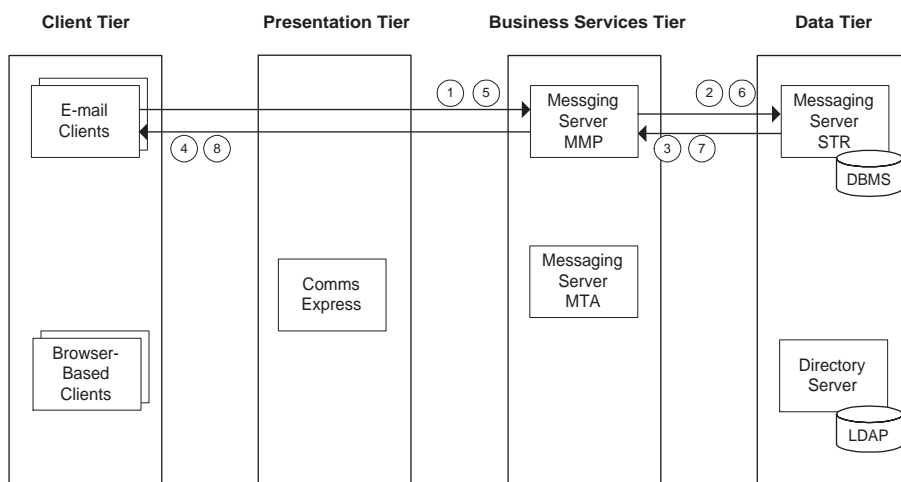 Client Tier
Presentation Tier
Business Services Tier
Data Tier
E-mail
Clients
1 5
Messging
Server
MMP
2 6
Messaging
Server
STR
4 8
3 7
DBMS
Comms
Express
Messaging
Server
MTA
Browser-
Based
Clients
Directory
Server
LDAP